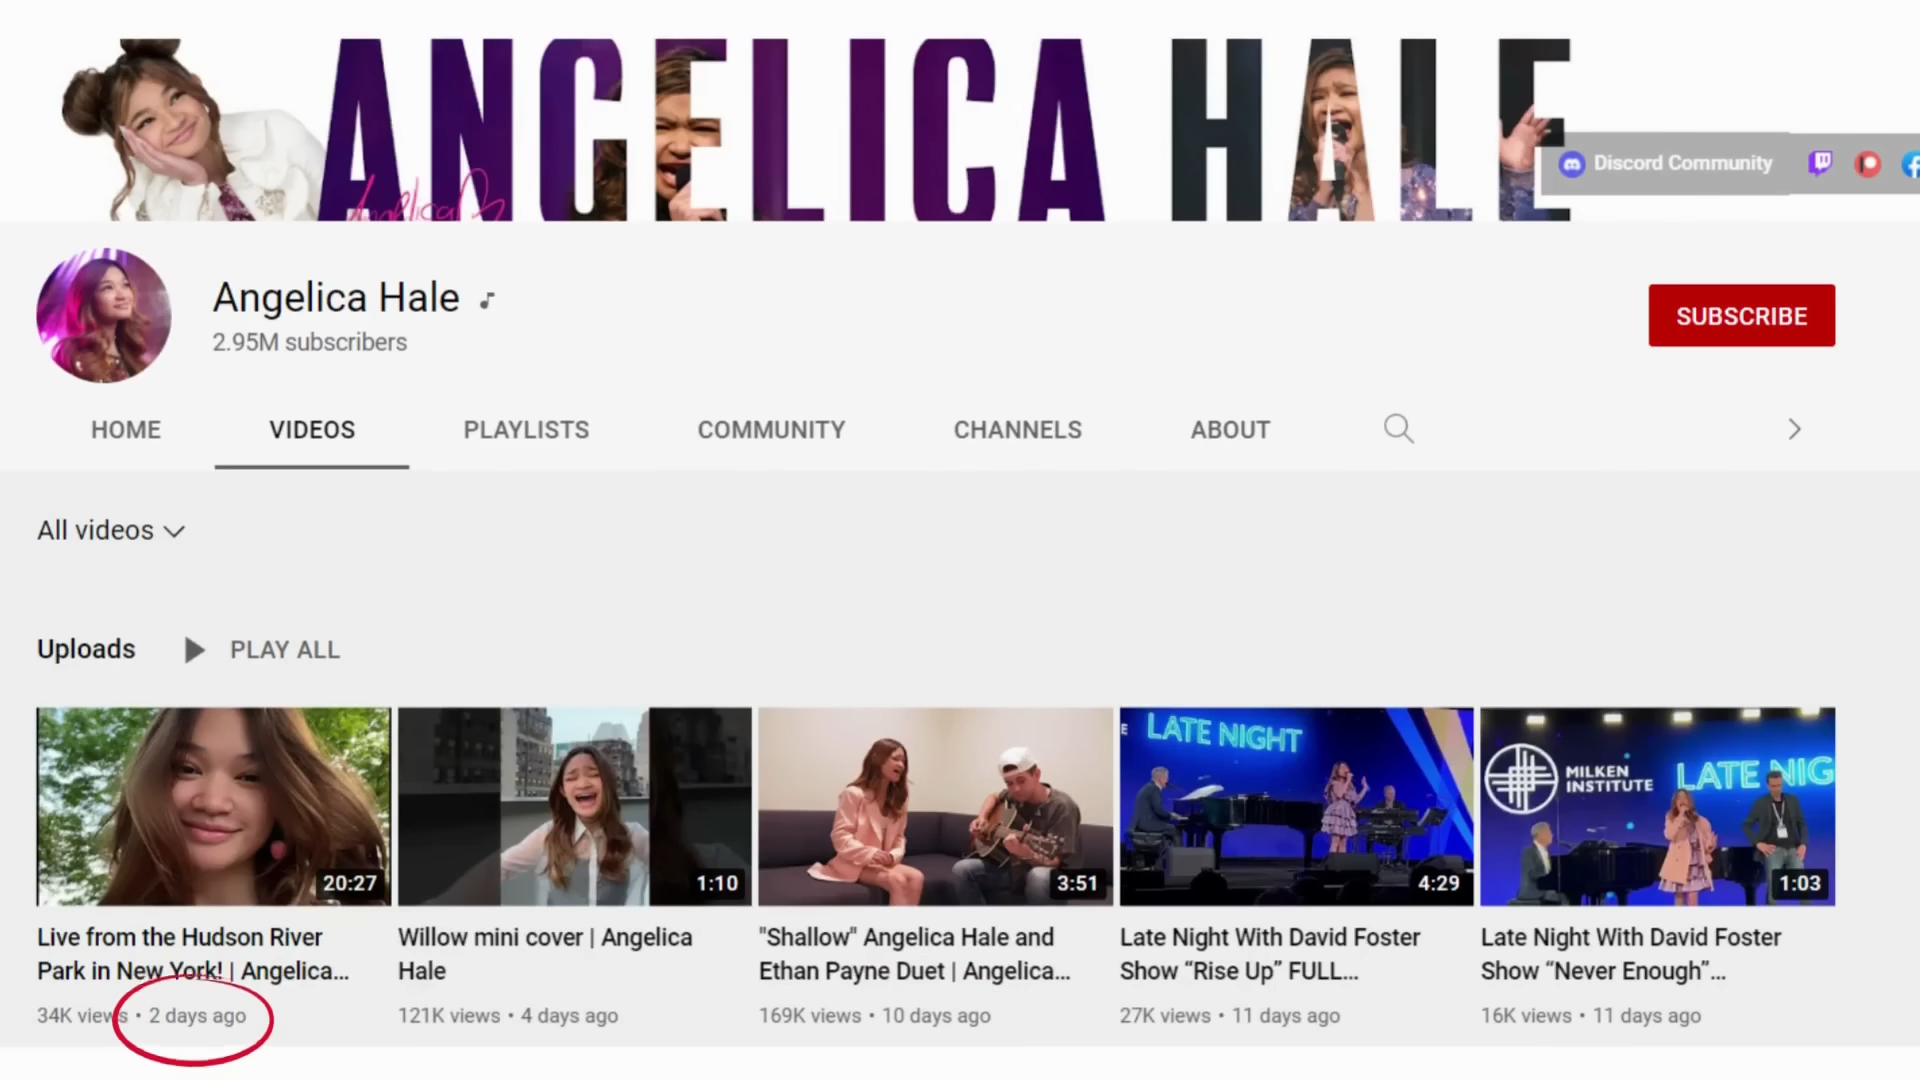 ANGELICA HALE
Angelica
Discord Community
Angelica Hale
2.95M subscribers
SUBSCRIBE
HOME VIDEOS PLAYLISTS COMMUNITY CHANNELS ABOUT
All videos
Uploads PLAY ALL
20:27
1:10
3:51
LATE NIGHT
4:29
MILKEN
INSTITUTE
LATE NIG
1:03
Live from the Hudson River
Park in New York! | Angelica...
34K views • 2 days ago
Willow mini cover | Angelica
Hale
121K views • 4 days ago
"Shallow" Angelica Hale and
Ethan Payne Duet | Angelica...
169K views • 10 days ago
Late Night With David Foster
Show “Rise Up” FULL...
27K views • 11 days ago
Late Night With David Foster
Show “Never Enough”...
16K views • 11 days ago